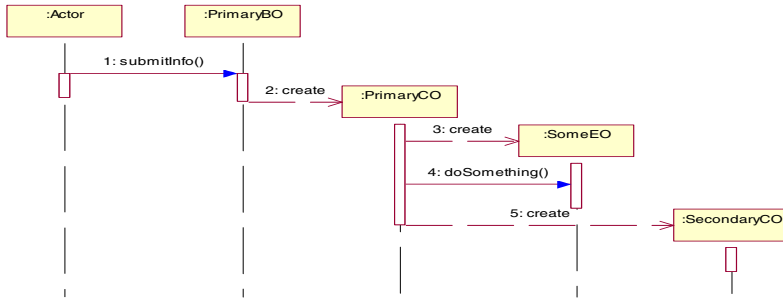 :Actor
:PrimaryBO
1: submitInfo()
2: create
:PrimaryCO
3: create
:SomeEO
4: doSomething()
5: create
:SecondaryCO